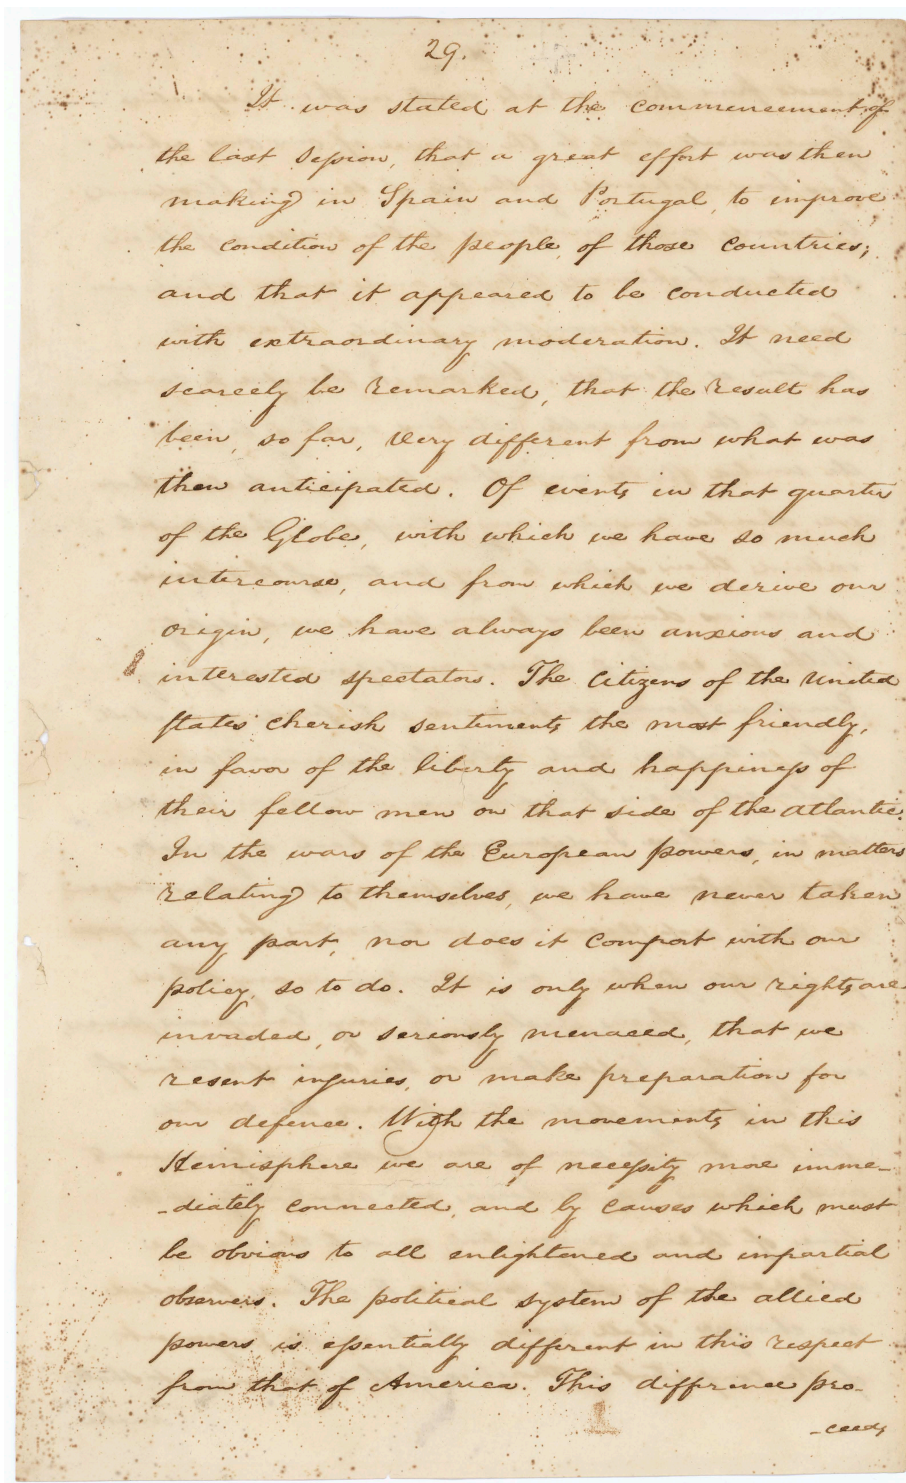 29.
It was stated at the commencement of
the last Session, that a great effort was then
making in Spain and Portugal, to improve
the condition of the people, of those countries;
and that it appeared to be conducted
with extraordinary moderation. It need
scarcely be remarked, that the result has
been, so far, very different from what was
then anticipated. Of events in that quarter
of the Globe, with which we have so much
intercourse, and from which we derive our
origin, we have always been anxious and
interested spectators. The Citizens of the United
States cherish sentiments the most friendly,
in favor of the liberty and happiness of
their fellow men on that side of the Atlantic.
In the wars of the European powers, in matters
relating to themselves, we have never taken
any part, nor does it comport with our
policy, so to do. It is only when our rights are
invaded, or seriously menaced, that we
resent injuries, or make preparation for
our defence. With the movements in this
Hemisphere we are of necessity more imme-
-diately connected, and by causes which must
be obvious to all enlightened and impartial
observers. The political system of the allied
powers is essentially different in this respect
from that of America. This difference pro-
-ceeds